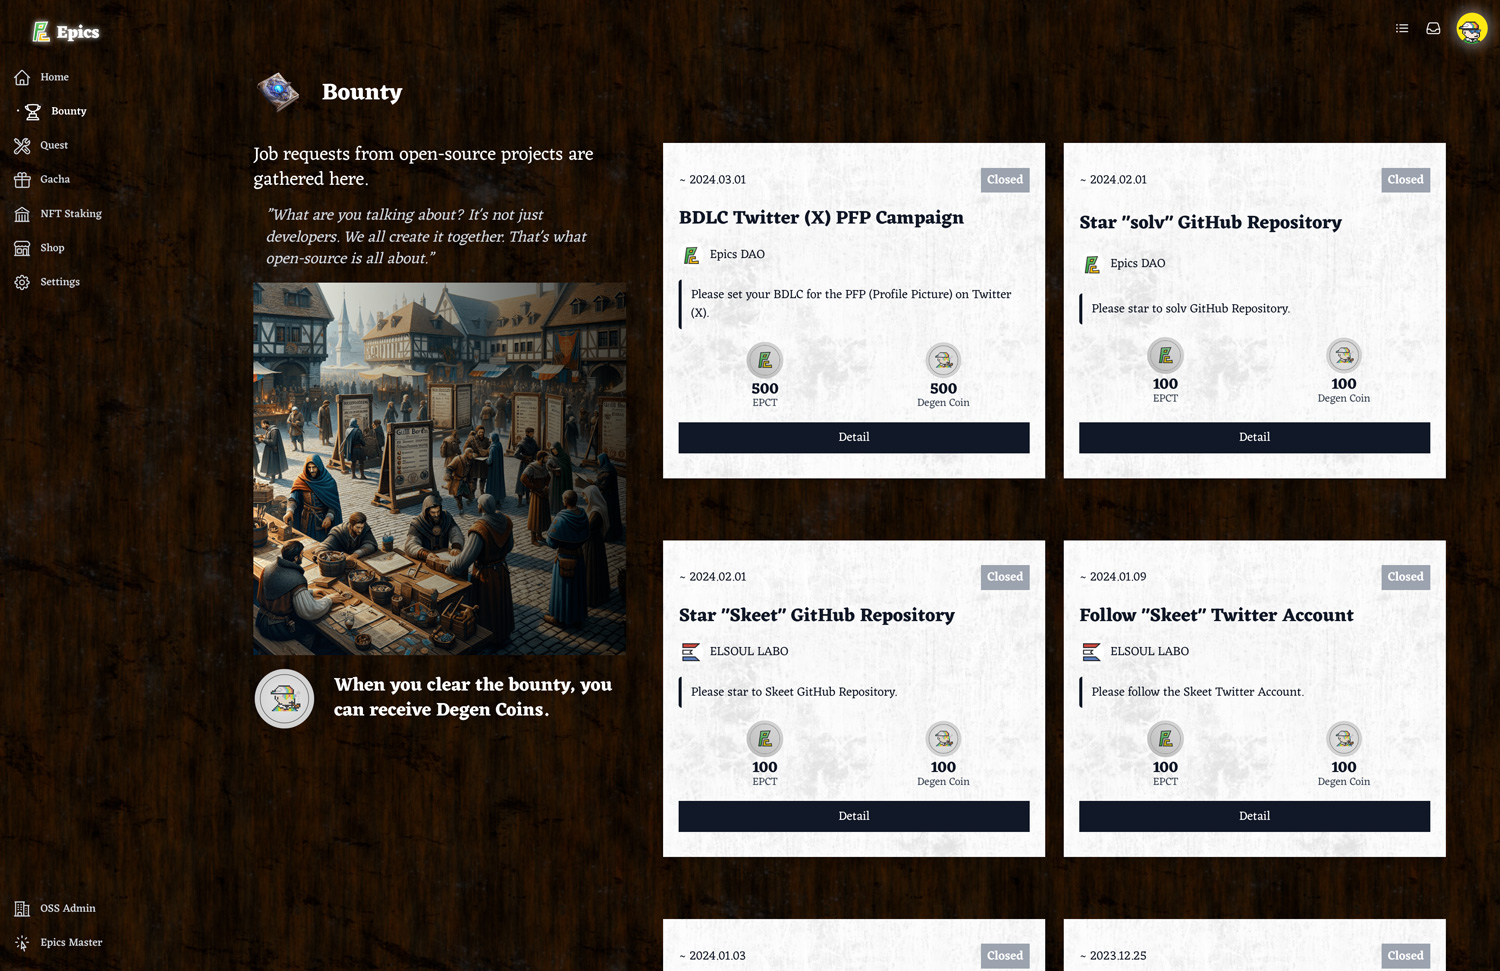 Epics
Home
Bounty
Quest
Gacha
NFT Staking
Shop
Settings
OSS Admin
Epics Master
Bounty
Job requests from open-source projects are
gathered here.
"What are you talking about? It's not just
developers. We all create it together. That's what
open-source is all about."
When you clear the bounty, you
can receive Degen Coins.
~ 2024.03.01
Closed
BDLC Twitter (X) PFP Campaign
Epics DAO
Please set your BDLC for the PFP (Profile Picture) on Twitter
(X).
500
EPCT
500
Degen Coin
Detail
~ 2024.02.01
Closed
Star "solv" GitHub Repository
Epics DAO
Please star to solv GitHub Repository.
100
EPCT
100
Degen Coin
Detail
~ 2024.02.01
Closed
Star "Skeet" GitHub Repository
ELSOUL LABO
Please star to Skeet GitHub Repository.
100
EPCT
100
Degen Coin
Detail
~ 2024.01.09
Closed
Follow "Skeet" Twitter Account
ELSOUL LABO
Please follow the Skeet Twitter Account.
100
EPCT
100
Degen Coin
Detail
~ 2024.01.03
Closed
~ 2023.12.25
Closed